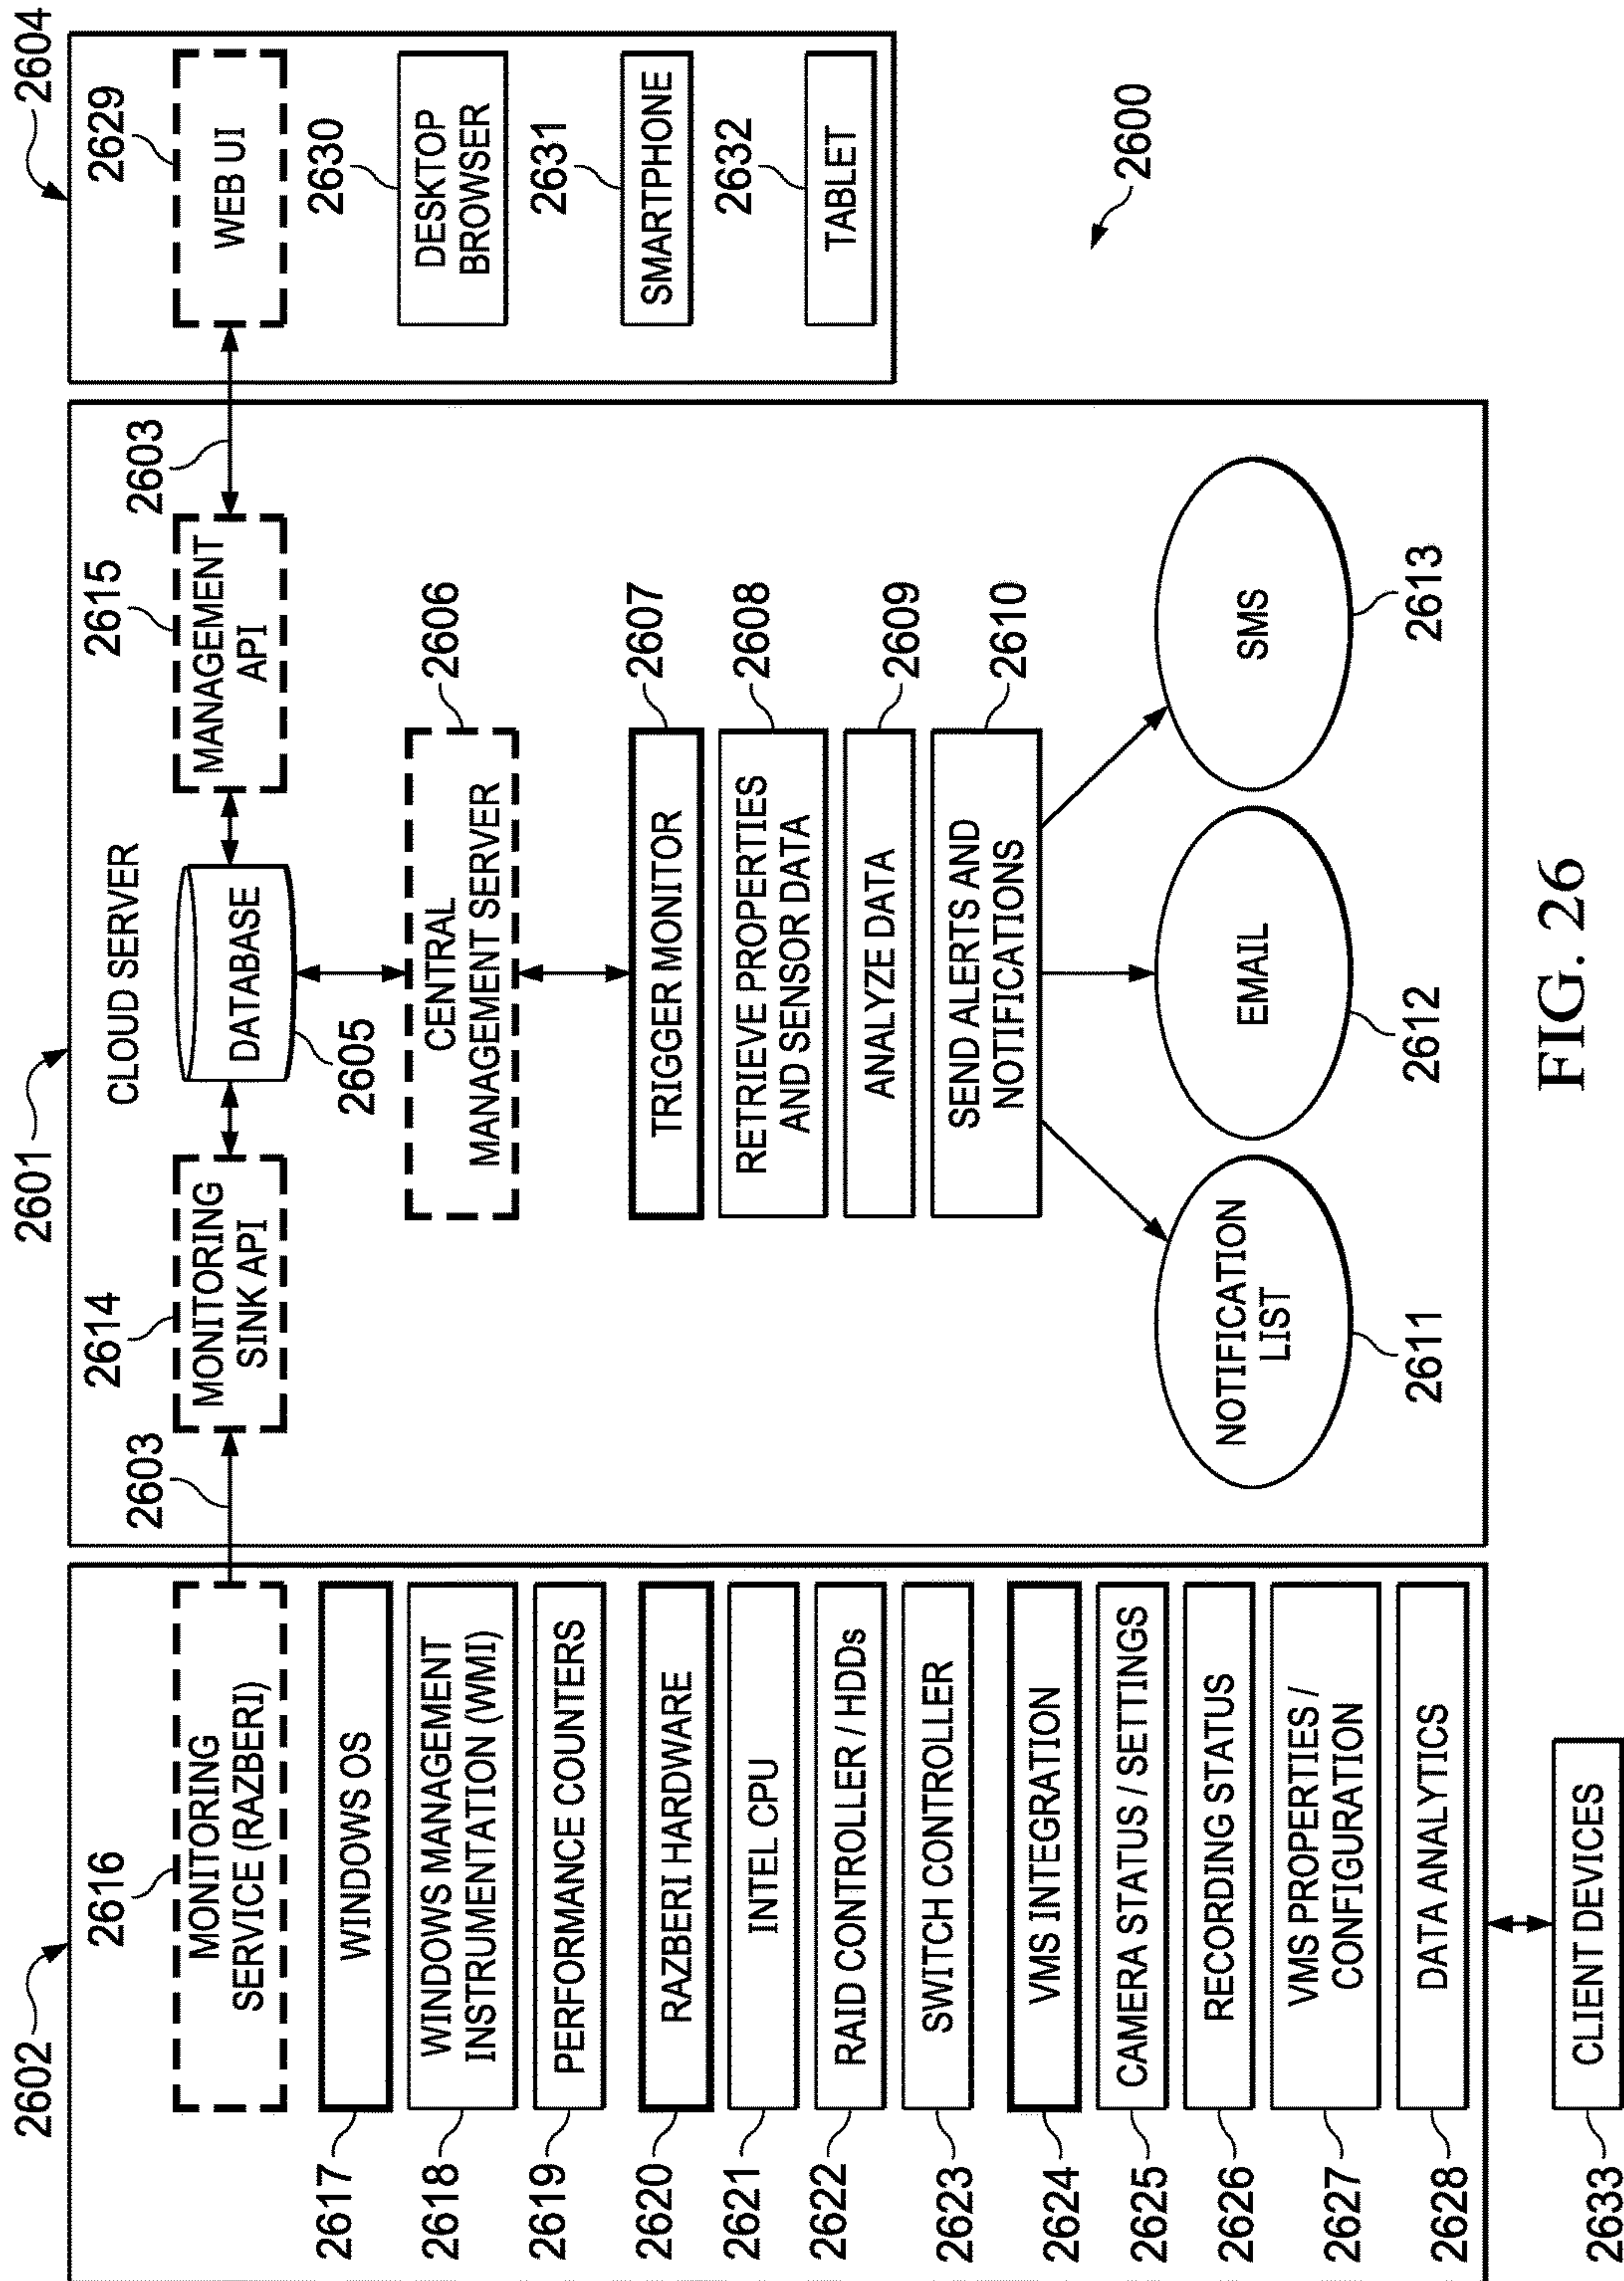 2602
2616
MONITORING
SERVICE (RAZBERI)
2617
WINDOWS OS
2618
WINDOWS MANAGEMENT
INSTRUMENTATION (WMI)
2619
PERFORMANCE COUNTERS
2620
RAZBERI HARDWARE
2621
INTEL CPU
2622
RAID CONTROLLER / HDDs
2623
SWITCH CONTROLLER
2624
VMS INTEGRATION
2625
CAMERA STATUS / SETTINGS
2626
RECORDING STATUS
2627
VMS PROPERTIES /
CONFIGURATION
2628
DATA ANALYTICS
2633
CLIENT DEVICES
2601
CLOUD SERVER
2603
2614
MONITORING
SINK API
DATABASE
2605
2615
MANAGEMENT
API
2603
CENTRAL
MANAGEMENT SERVER
2606
TRIGGER MONITOR
2607
RETRIEVE PROPERTIES
AND SENSOR DATA
2608
ANALYZE DATA
2609
SEND ALERTS AND
NOTIFICATIONS
2610
NOTIFICATION
LIST
2611
EMAIL
2612
SMS
2613
2604
2629
WEB UI
2630
DESKTOP
BROWSER
2631
SMARTPHONE
2632
TABLET
2600
FIG. 26